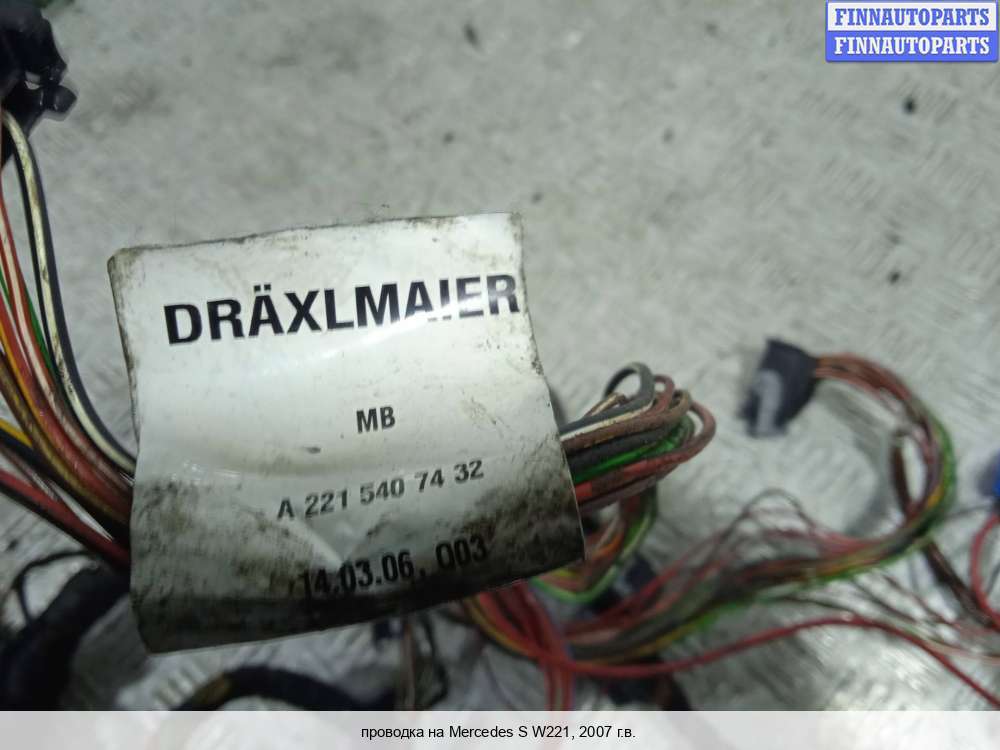 FINNAUTOPARTS
FINNAUTOPARTS
DRÄXLMAIER
MB
A 221 540 74 32
14.03.06, 003
проводка на Mercedes S W221, 2007 г.в.